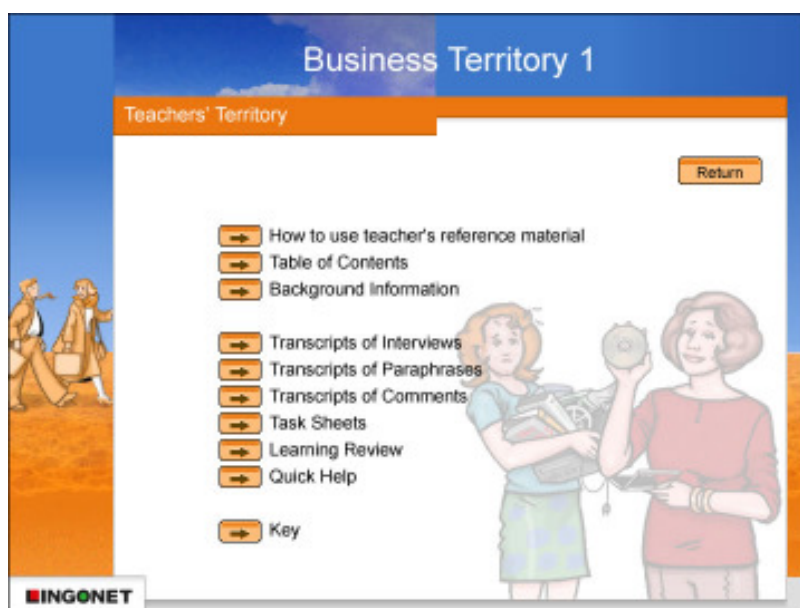 Business Territory 1
Teachers' Territory
Return
How to use teacher's reference material
Table of Contents
Background Information
Transcripts of Interviews
Transcripts of Paraphrases
Transcripts of Comments
Task Sheets
Learning Review
Quick Help
Key
LINGONET